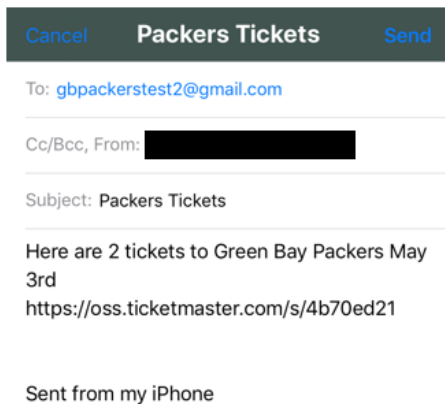 Cancel Packers Tickets Send
To: gbpackerstest2@gmail.com
Cc/Bcc, From:
Subject: Packers Tickets
Here are 2 tickets to Green Bay Packers May
3rd
https://oss.ticketmaster.com/s/4b70ed21
Sent from my iPhone